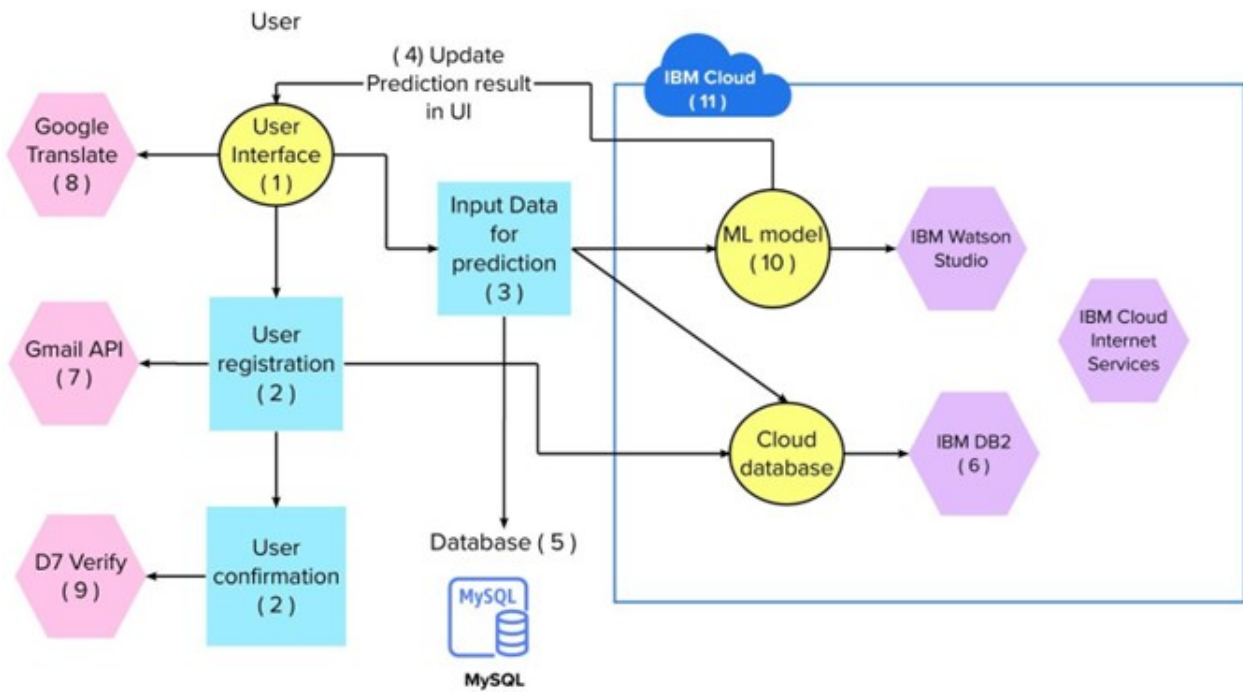 User
( 4) Update
Prediction result
in UI
IBM Cloud
( 11 )
Google
Translate
( 8 )
User
Interface
( 1 )
Input Data
for
prediction
( 3 )
ML model
( 10 )
IBM Watson
Studio
IBM Cloud
Internet
Services
Gmail API
( 7 )
User
registration
( 2 )
Cloud
database
IBM DB2
( 6 )
D7 Verify
( 9 )
User
confirmation
( 2 )
Database ( 5 )
MySQL
MySQL